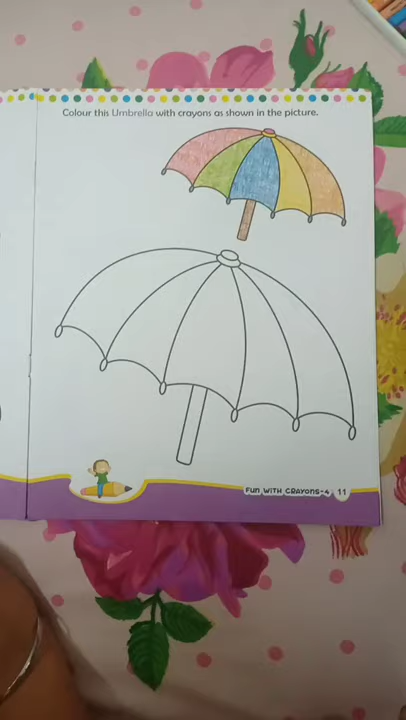 Colour this Umbrella with crayons as shown in the picture.
FUN WITH CRAYONS-4 11